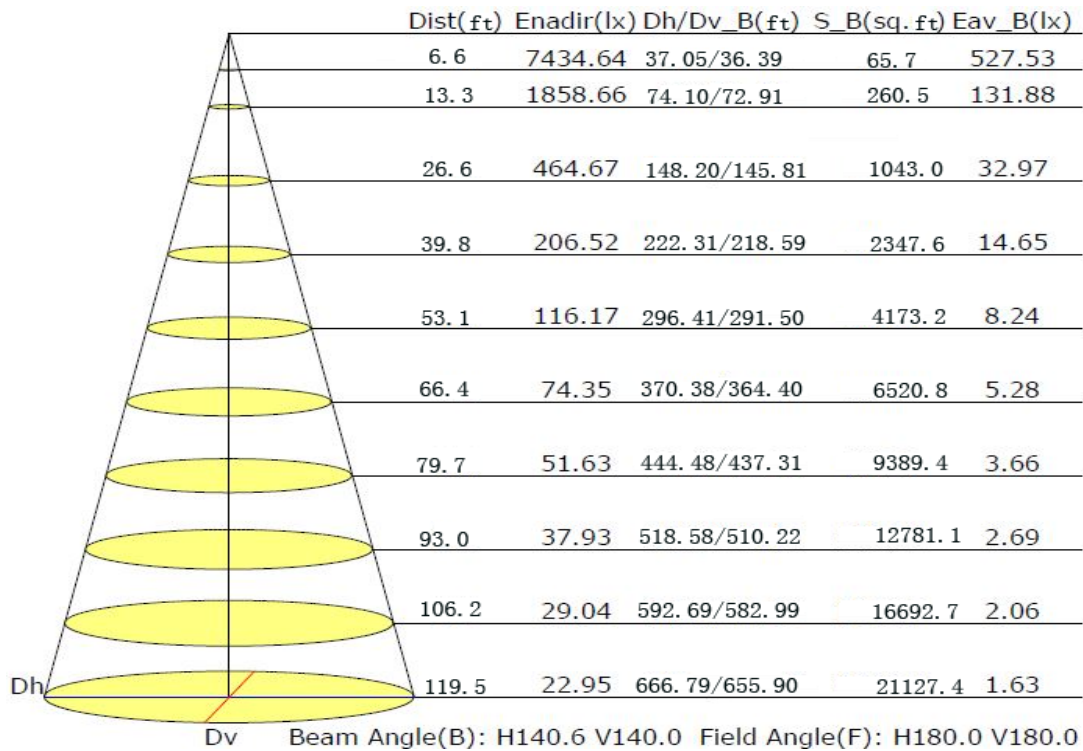 Dist(ft) Enadir(lx) Dh/Dv_B(ft) S_B(sq.ft) Eav_B(lx)
6.6 7434.64 37.05/36.39 65.7 527.53
13.3 1858.66 74.10/72.91 260.5 131.88
26.6 464.67 148.20/145.81 1043.0 32.97
39.8 206.52 222.31/218.59 2347.6 14.65
53.1 116.17 296.41/291.50 4173.2 8.24
66.4 74.35 370.38/364.40 6520.8 5.28
79.7 51.63 444.48/437.31 9389.4 3.66
93.0 37.93 518.58/510.22 12781.1 2.69
106.2 29.04 592.69/582.99 16692.7 2.06
Dh 119.5 22.95 666.79/655.90 21127.4 1.63
Dv Beam Angle(B): H140.6 V140.0 Field Angle(F): H180.0 V180.0